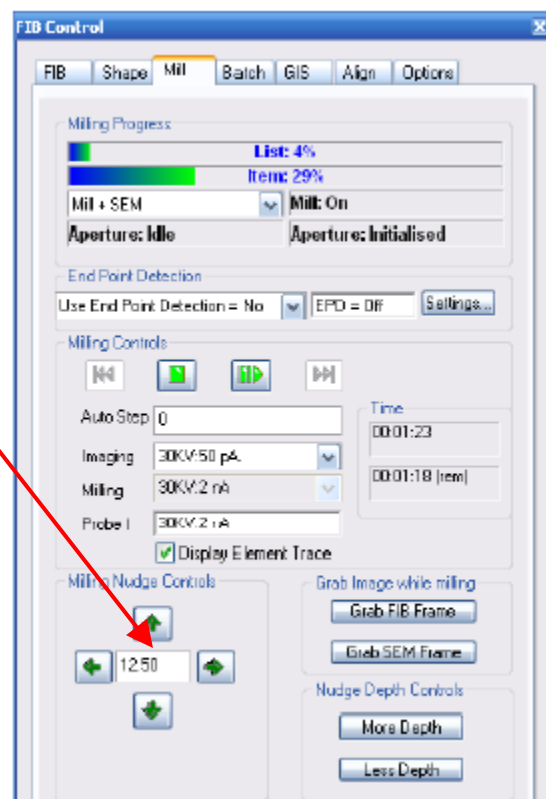 FIB Control
FIB Shape Mill Batch GIS Align Options
Milling Progress
List: 4%
Item: 29%
Mill + SEM Mill: On
Aperture: Idle Aperture: Initialised
End Point Detection
Use End Point Detection = No EPD = Off Settings...
Milling Controls
Auto Step 0
Time
00:01:23
Imaging 30KV:50 pA
00:01:18 [rem]
Milling 30KV:2 nA
Probe I 30KV:2 nA
Display Element Trace
Milling Nudge Controls
Grab Image while milling
Grab FIB Frame
Grab SEM Frame
12.50
Nudge Depth Controls
More Depth
Less Depth